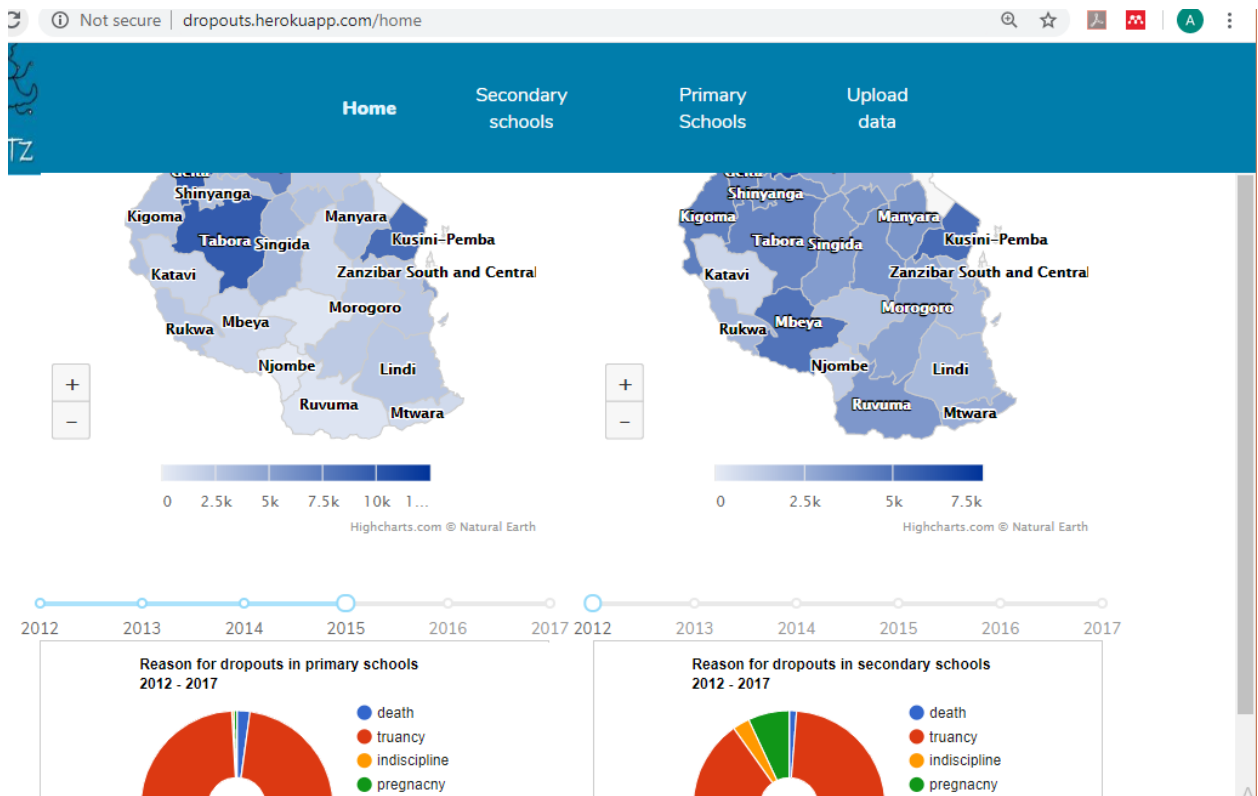 Not secure | dropouts.herokuapp.com/home
A
TZ
Home
Secondary
schools
Primary
Schools
Upload
data
Shinyanga
Kigoma
Manyara
Tabora
Singida
Kusini-Pemba
Katavi
Zanzibar South and Central
Morogoro
Rukwa
Mbeya
Njombe
Lindi
Ruvuma
Mtwara
+
−
0 2.5k 5k 7.5k 10k 1...
Highcharts.com © Natural Earth
Shinyanga
Kigoma
Manyara
Tabora
Singida
Kusini-Pemba
Katavi
Zanzibar South and Central
Morogoro
Rukwa
Mbeya
Njombe
Lindi
Ruvuma
Mtwara
+
−
0 2.5k 5k 7.5k
Highcharts.com © Natural Earth
2012 2013 2014 2015 2016 2017
2012 2013 2014 2015 2016 2017
Reason for dropouts in primary schools
2012 - 2017
death
truancy
indiscipline
pregnacny
Reason for dropouts in secondary schools
2012 - 2017
death
truancy
indiscipline
pregnacny